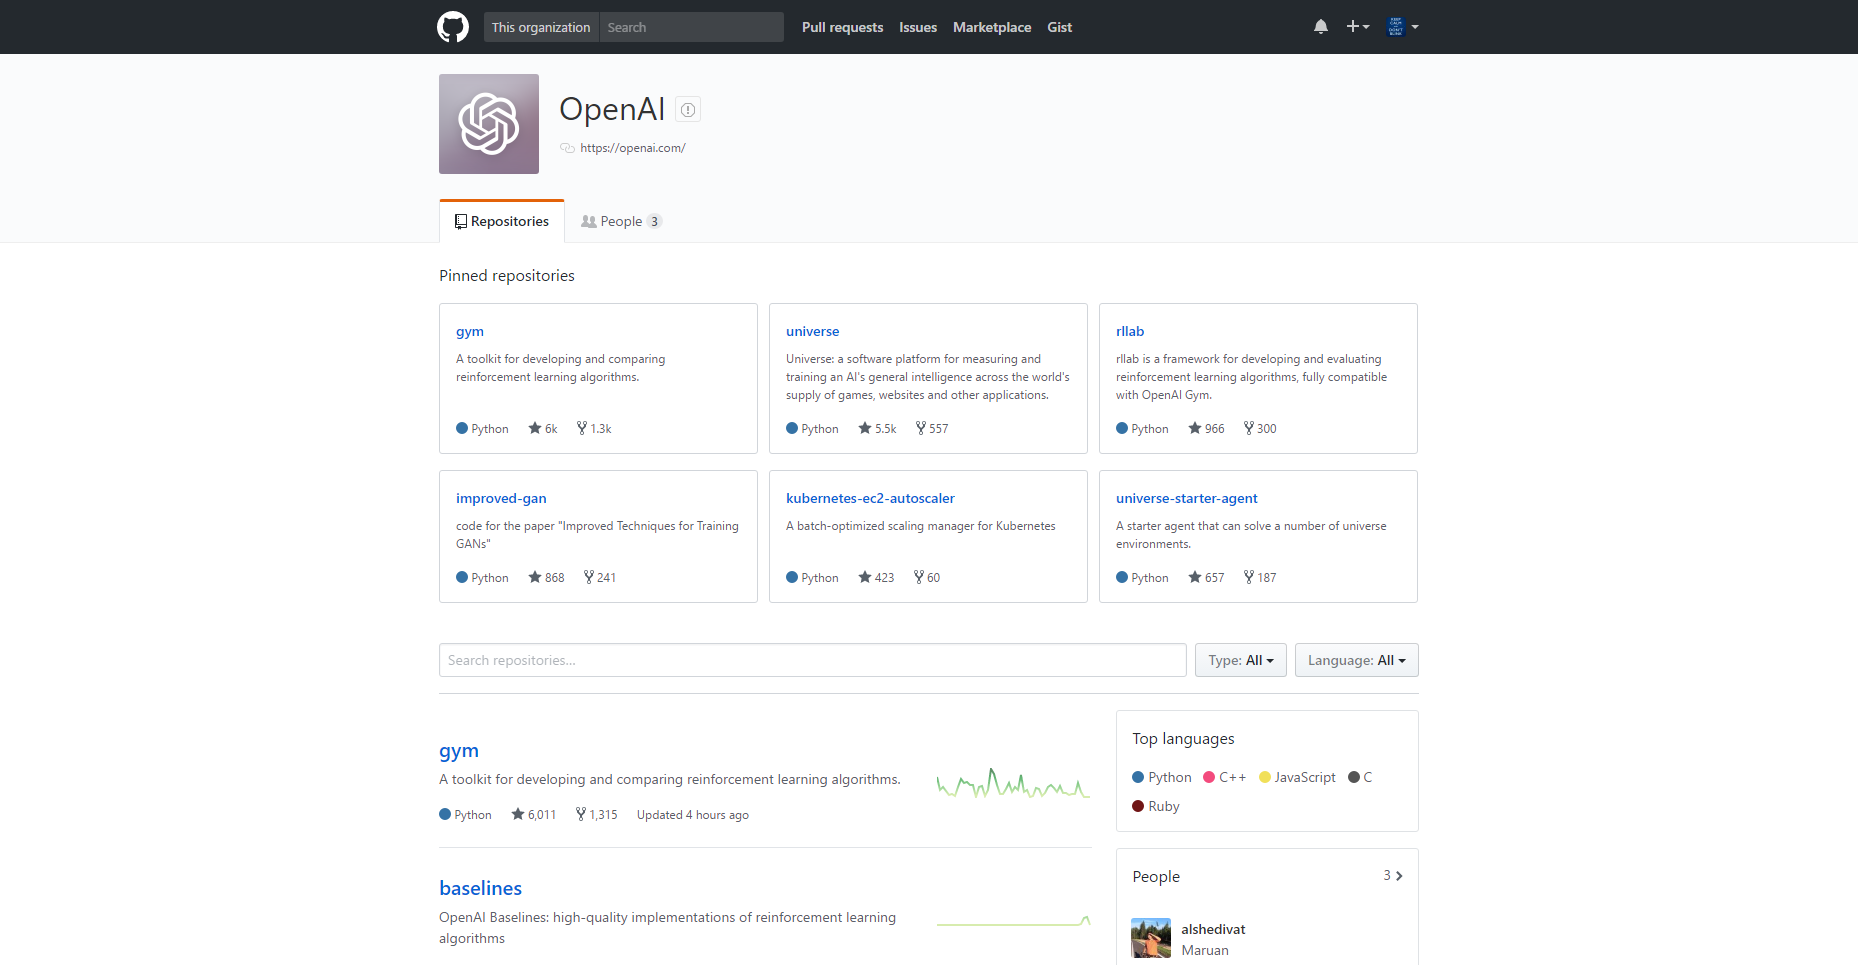 This organization Search Pull requests Issues Marketplace Gist
OpenAI
https://openai.com/
Repositories People 3
Pinned repositories
gym
A toolkit for developing and comparing
reinforcement learning algorithms.
Python 6k 1.3k
universe
Universe: a software platform for measuring and
training an AI's general intelligence across the world's
supply of games, websites and other applications.
Python 5.5k 557
rllab
rllab is a framework for developing and evaluating
reinforcement learning algorithms, fully compatible
with OpenAI Gym.
Python 966 300
improved-gan
code for the paper "Improved Techniques for Training
GANs"
Python 868 241
kubernetes-ec2-autoscaler
A batch-optimized scaling manager for Kubernetes
Python 423 60
universe-starter-agent
A starter agent that can solve a number of universe
environments.
Python 657 187
Search repositories...
Type: All
Language: All
gym
A toolkit for developing and comparing reinforcement learning algorithms.
Python 6,011 1,315 Updated 4 hours ago
baselines
OpenAI Baselines: high-quality implementations of reinforcement learning
algorithms
Top languages
Python C++ JavaScript C
Ruby
People 3
alshedivat
Maruan